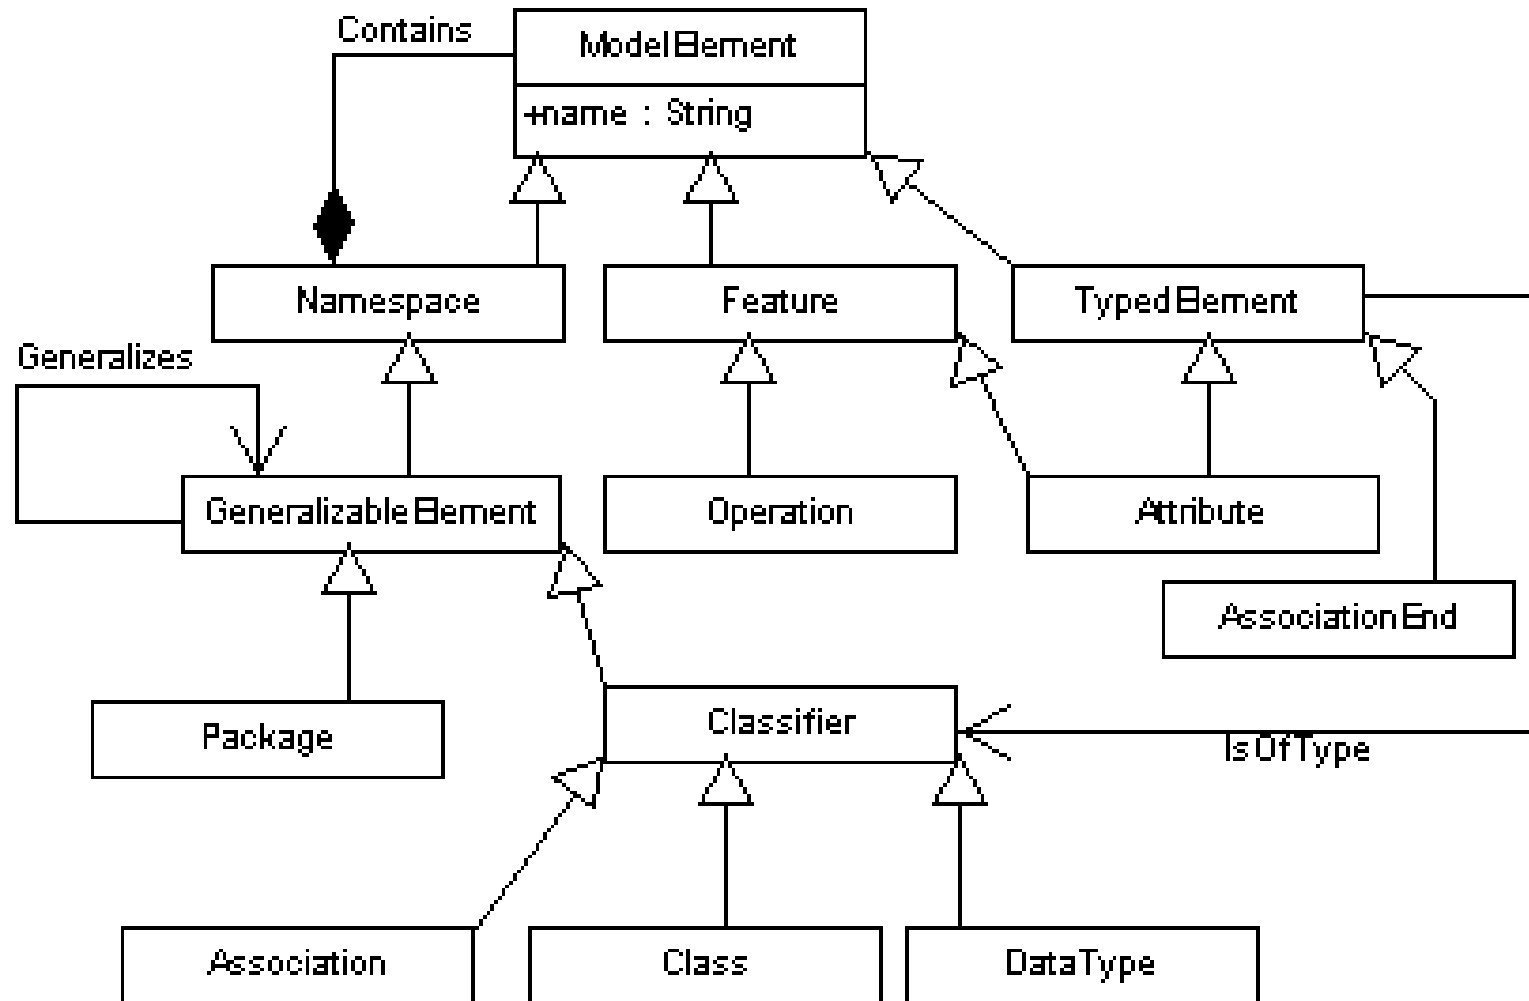 Contains
ModelElement
+name : String
Namespace
Feature
TypedElement
Generalizes
GeneralizableElement
Operation
Attribute
AssociationEnd
Package
Classifier
IsOfType
Association
Class
DataType